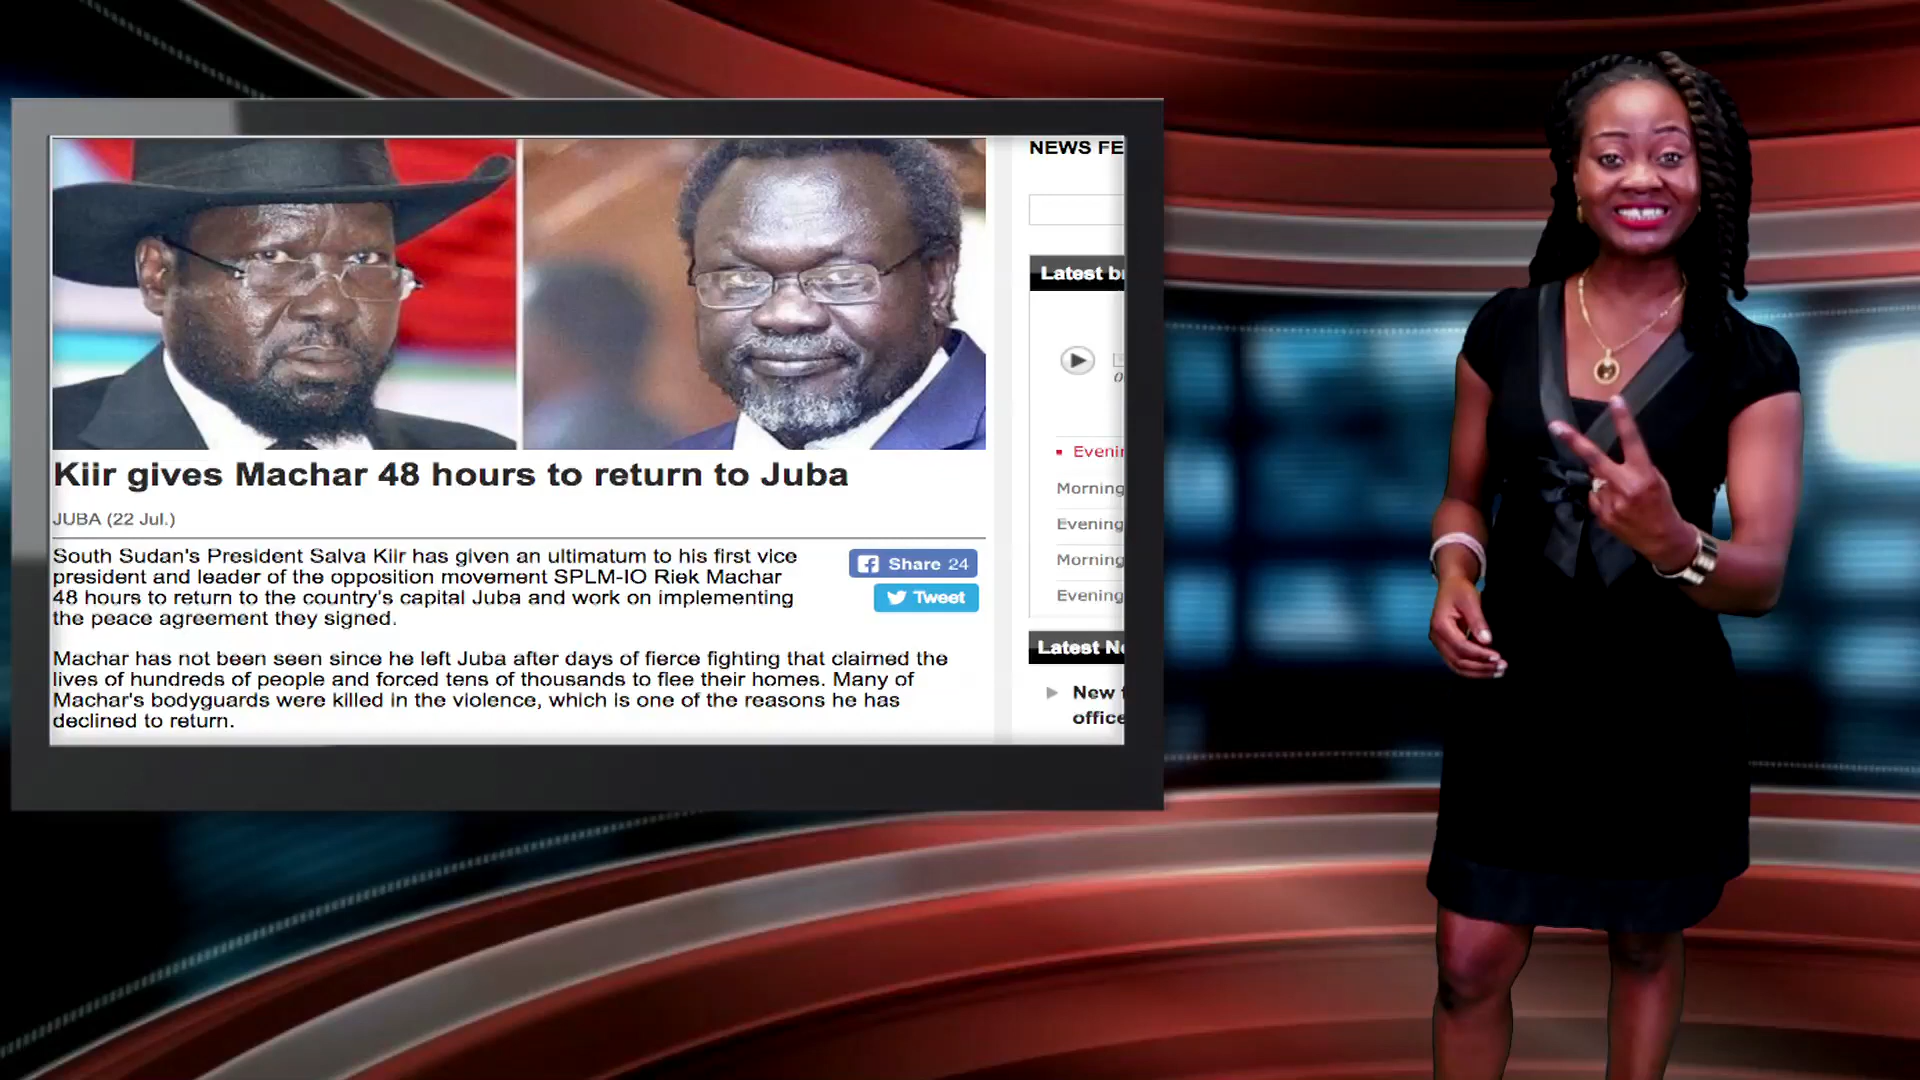 Kiir gives Machar 48 hours to return to Juba
JUBA (22 Jul.)
South Sudan's President Salva Kiir has given an ultimatum to his first vice
president and leader of the opposition movement SPLM-IO Riek Machar
48 hours to return to the country's capital Juba and work on implementing
the peace agreement they signed.
Share 24
Tweet
Machar has not been seen since he left Juba after days of fierce fighting that claimed the
lives of hundreds of people and forced tens of thousands to flee their homes. Many of
Machar's bodyguards were killed in the violence, which is one of the reasons he has
declined to return.
NEWS FE
Latest b
Evenin
Morning
Evening
Morning
Evening
Latest N
New
office